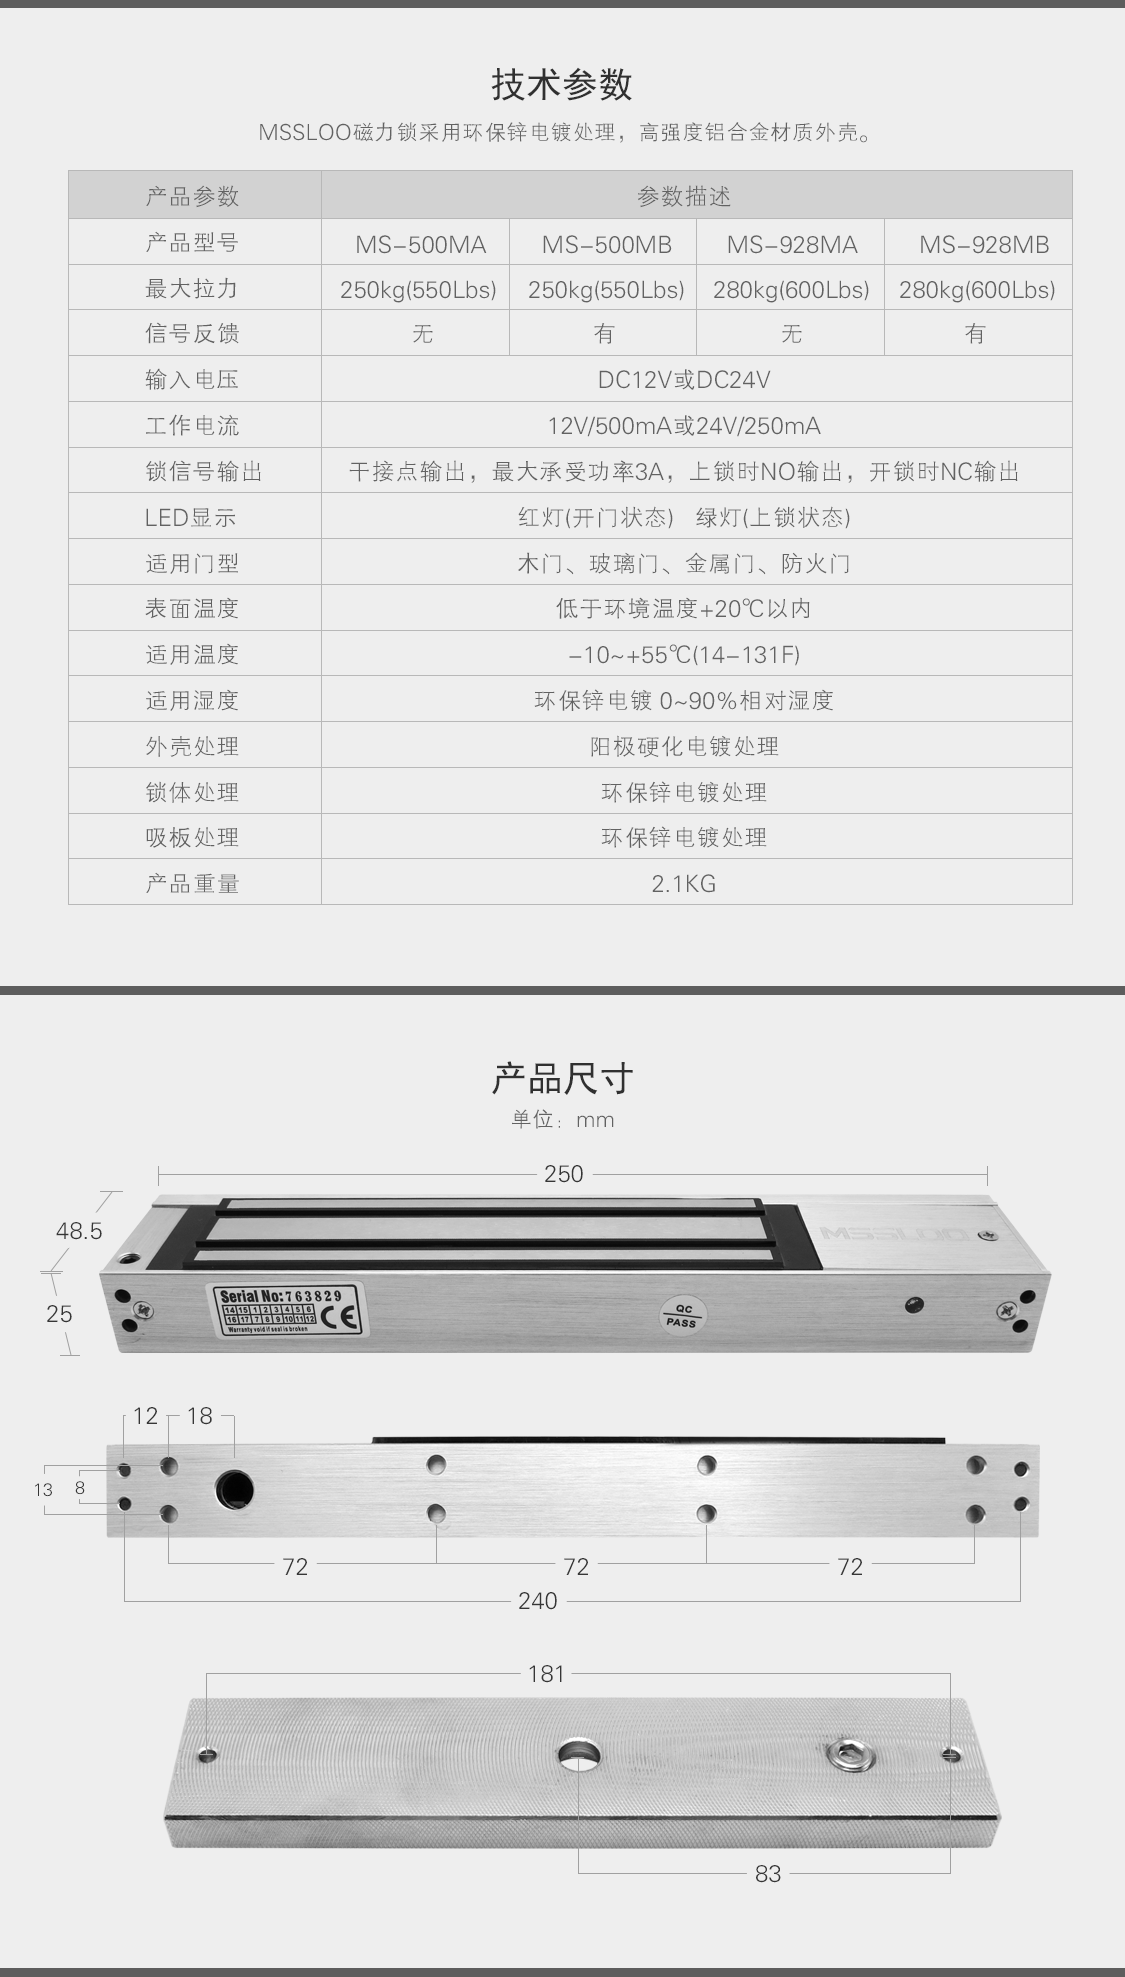 技术参数
MSSLOO磁力锁采用环保锌电镀处理，高强度铝合金材质外壳。
产品参数 参数描述
产品型号 MS-500MA MS-500MB MS-928MA MS-928MB
最大拉力 250kg(550Lbs) 250kg(550Lbs) 280kg(600Lbs) 280kg(600Lbs)
信号反馈 无 有 无 有
输入电压 DC12V或DC24V
工作电流 12V/500mA或24V/250mA
锁信号输出 干接点输出，最大承受功率3A，上锁时NO输出，开锁时NC输出
LED显示 红灯(开门状态) 绿灯(上锁状态)
适用门型 木门、玻璃门、金属门、防火门
表面温度 低于环境温度+20℃以内
适用温度 -10~+55℃(14-131F)
适用湿度 环保锌电镀 0~90%相对湿度
外壳处理 阳极硬化电镀处理
锁体处理 环保锌电镀处理
吸板处理 环保锌电镀处理
产品重量 2.1KG
产品尺寸
单位：mm
250
48.5
MSSLOO
25
Serial No:763829
14 15 1 2 3 4 5 6
16 17 7 8 9 10 11 12
CE
Warranty void if seal is broken
QC
PASS
12 18
13 8
72 72 72
240
181
83